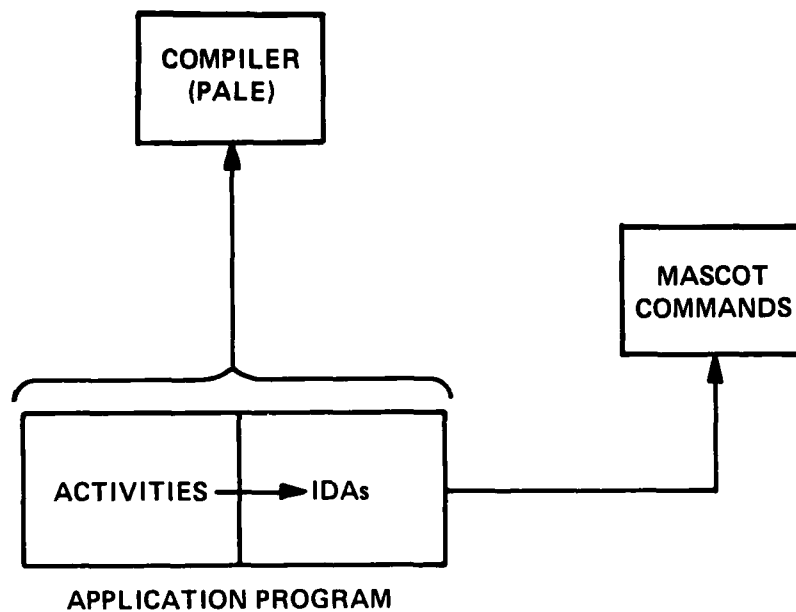 COMPILER
(PALE)
MASCOT
COMMANDS
ACTIVITIES
IDAs
APPLICATION PROGRAM